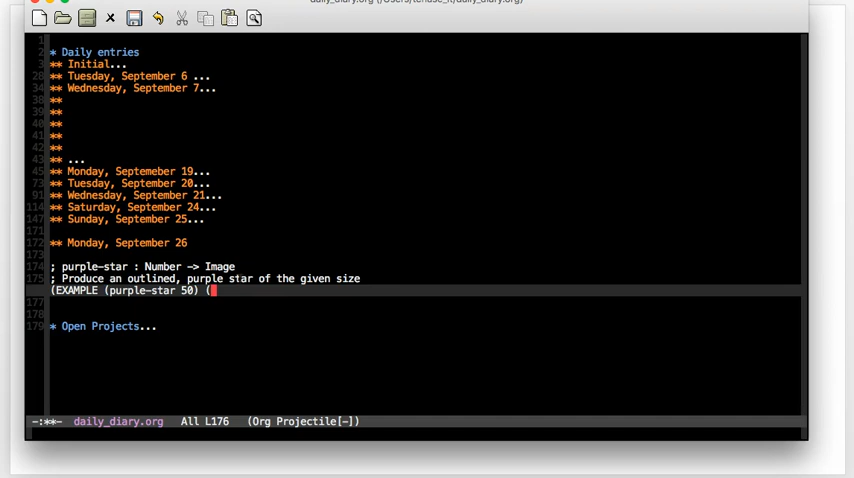 1
2 * Daily entries
3 ** Initial...
28 ** Tuesday, September 6 ...
34 ** Wednesday, September 7...
38 **
39 **
40 **
41 **
42 **
43 ** ...
45 ** Monday, Septemeber 19...
73 ** Tuesday, September 20...
91 ** Wednesday, September 21...
114 ** Saturday, September 24...
147 ** Sunday, September 25...
171
172 ** Monday, September 26
173
174 ; purple-star : Number -> Image
175 ; Produce an outlined, purple star of the given size
(EXAMPLE (purple-star 50) (
177
178
179 * Open Projects...
-:**- daily_diary.org All L176 (Org Projectile[-])